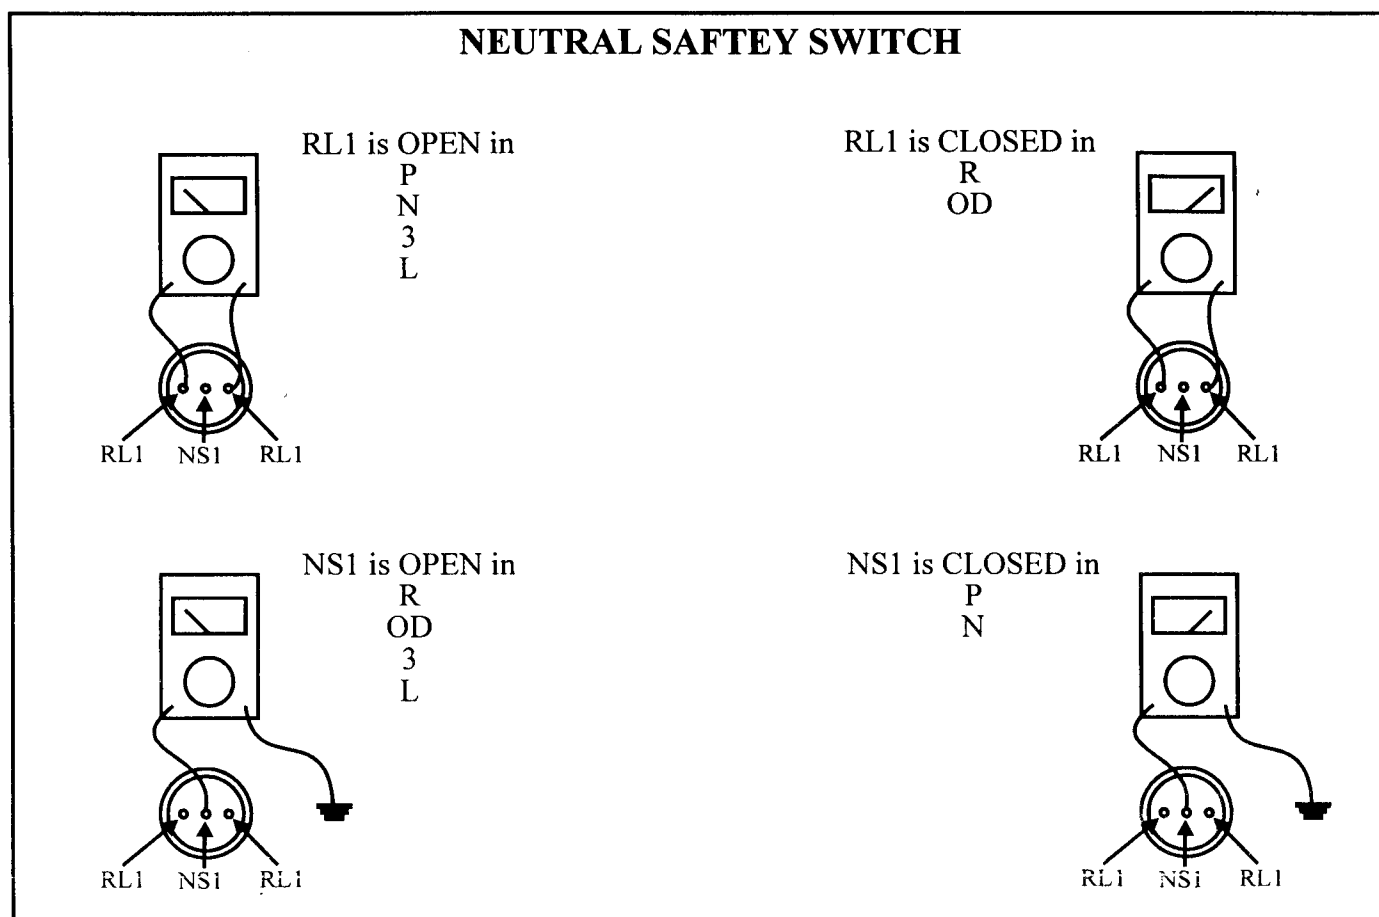 NEUTRAL SAFTEY SWITCH
RL1 is OPEN in
P
N
3
L
RL1 NS1 RL1
RL1 is CLOSED in
R
OD
RL1 NS1 RL1
NS1 is OPEN in
R
OD
3
L
RL1 NS1 RL1
NS1 is CLOSED in
P
N
RL1 NS1 RL1